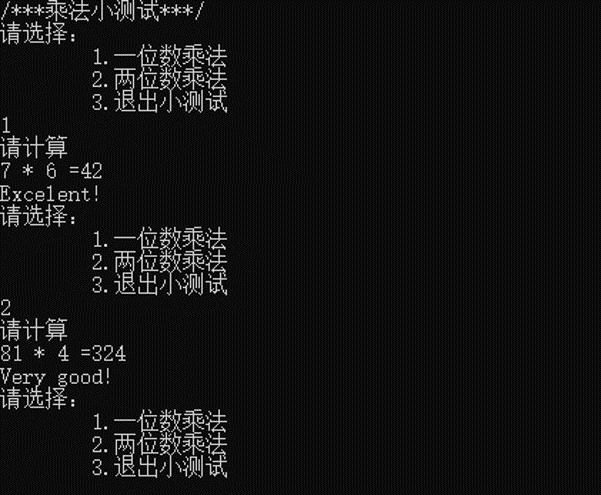 /***乘法小测试***/
请选择：
1.一位数乘法
2.两位数乘法
3.退出小测试
1
请计算
7 * 6 =42
Excelent!
请选择：
1.一位数乘法
2.两位数乘法
3.退出小测试
2
请计算
81 * 4 =324
Very good!
请选择：
1.一位数乘法
2.两位数乘法
3.退出小测试